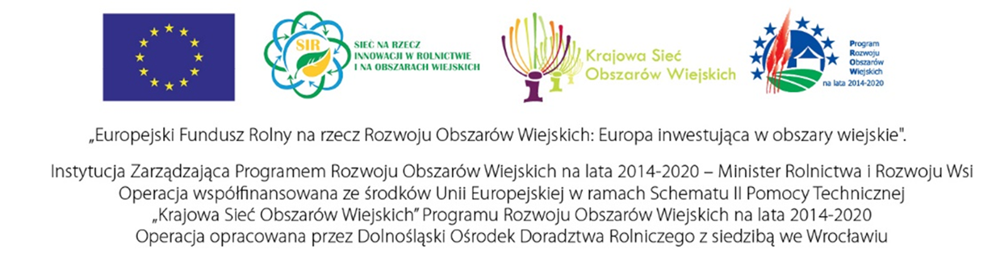 SIR
SIEĆ NA RZECZ
INNOWACJI W ROLNICTWIE
I NA OBSZARACH WIEJSKICH
Krajowa Sieć
Obszarów Wiejskich
Program
Rozwoju
Obszarów
Wiejskich
na lata 2014-2020
„Europejski Fundusz Rolny na rzecz Rozwoju Obszarów Wiejskich: Europa inwestująca w obszary wiejskie".
Instytucja Zarządzająca Programem Rozwoju Obszarów Wiejskich na lata 2014-2020 – Minister Rolnictwa i Rozwoju Wsi
Operacja współfinansowana ze środków Unii Europejskiej w ramach Schematu II Pomocy Technicznej
„Krajowa Sieć Obszarów Wiejskich” Programu Rozwoju Obszarów Wiejskich na lata 2014-2020
Operacja opracowana przez Dolnośląski Ośrodek Doradztwa Rolniczego z siedzibą we Wrocławiu